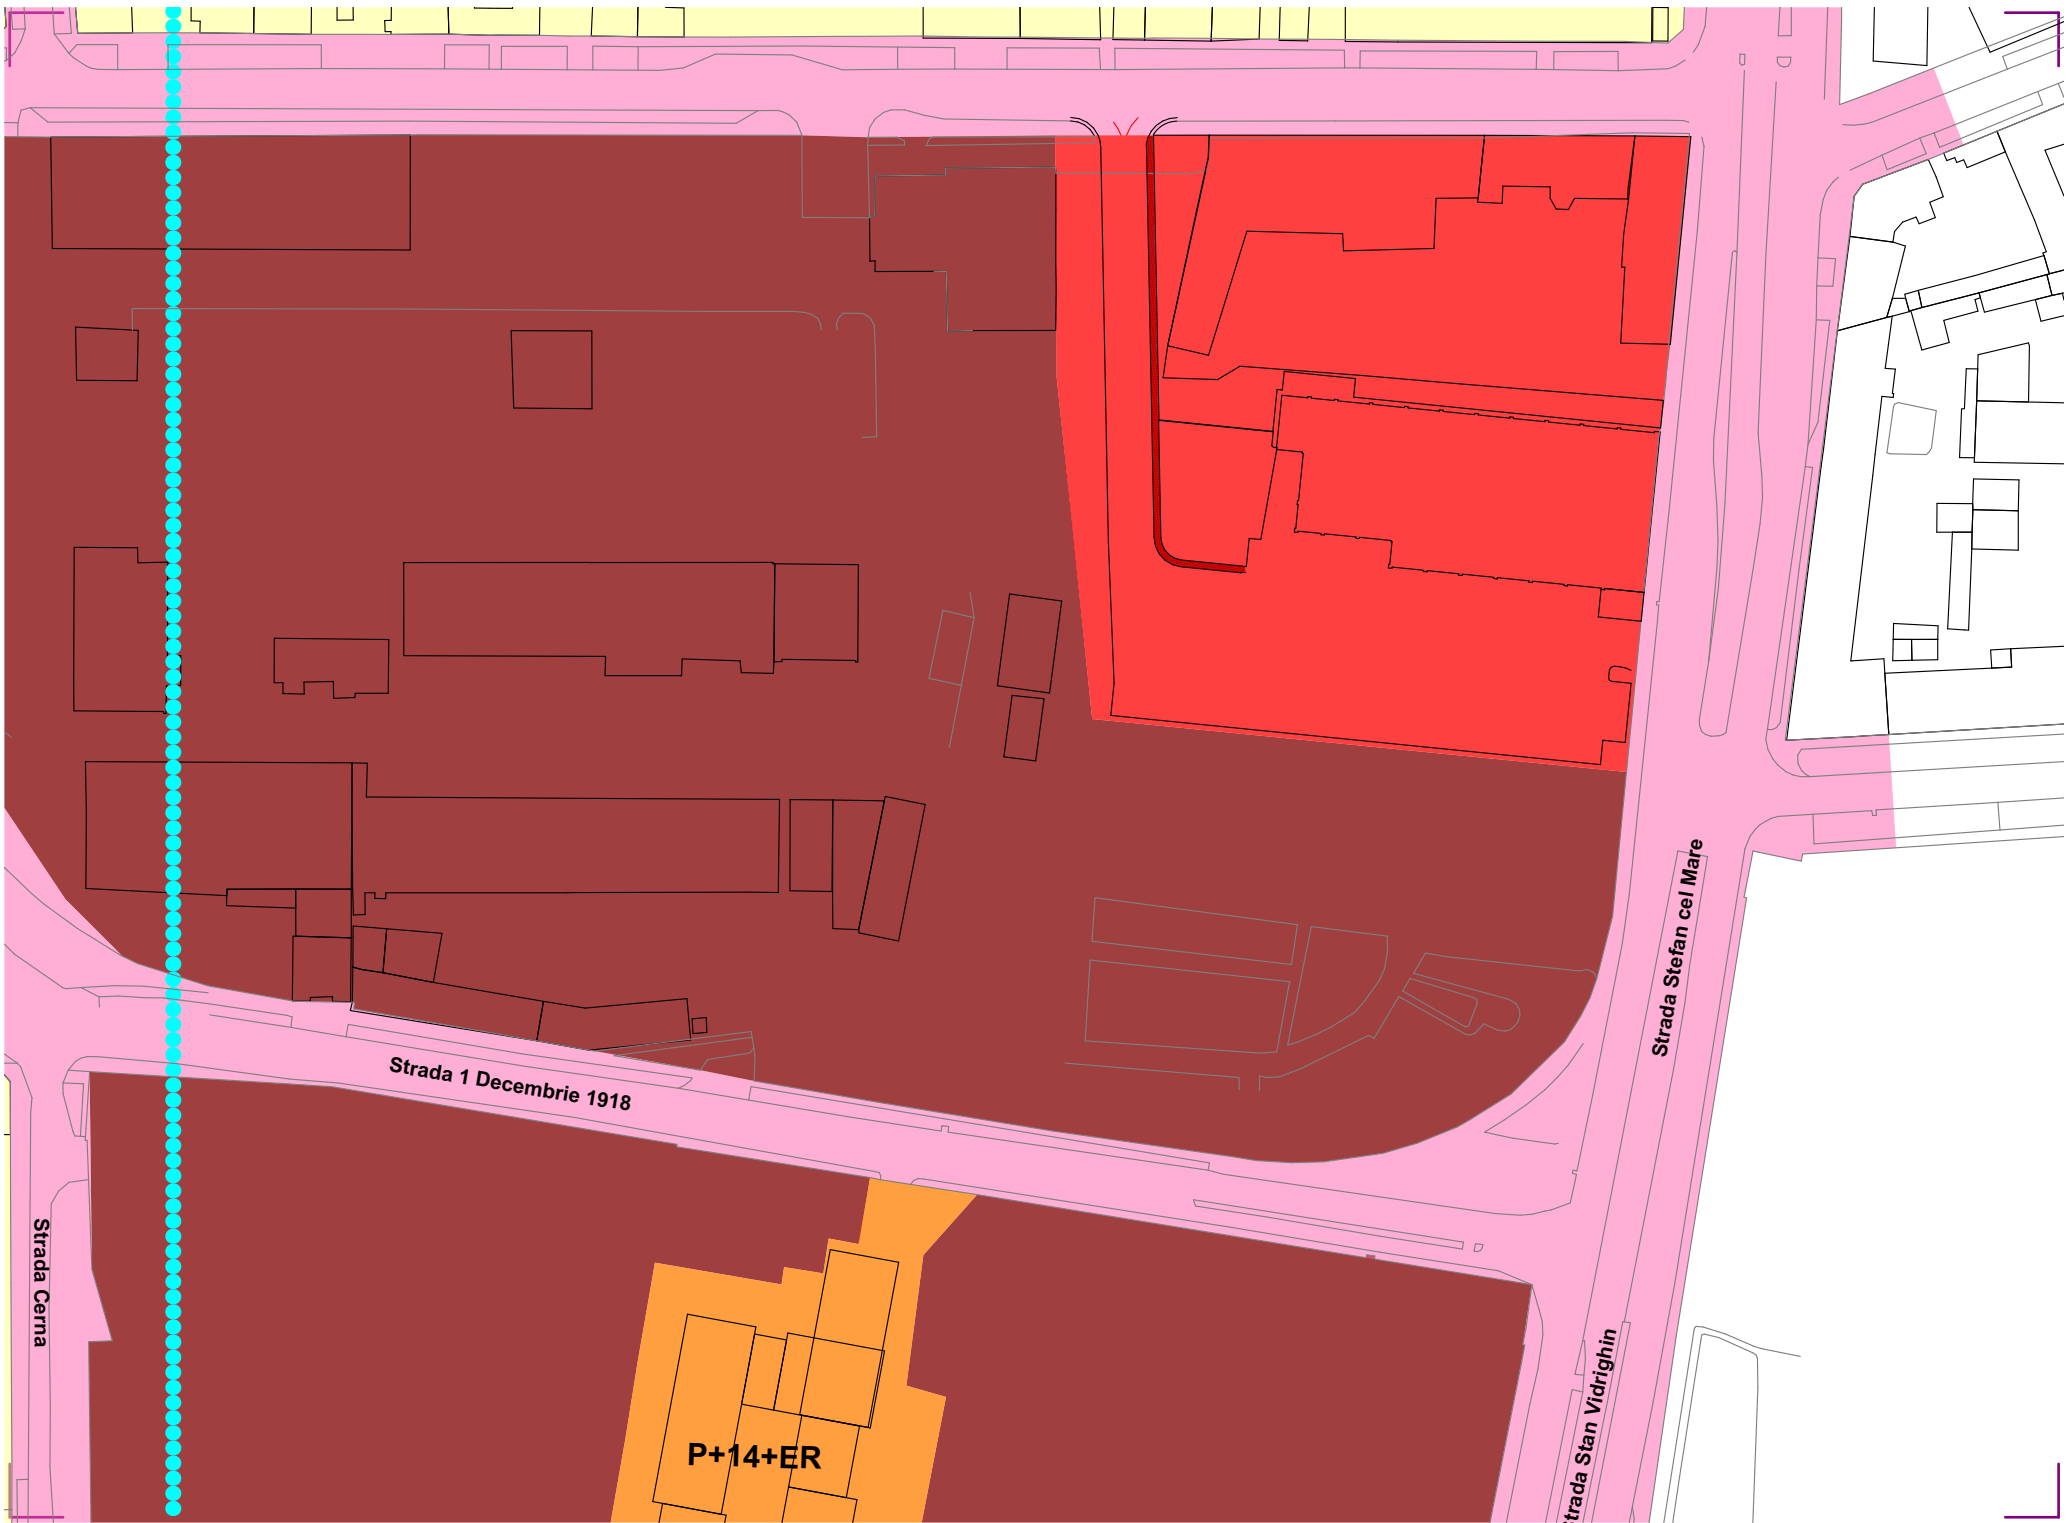 Strada Stefan cel Mare
Strada 1 Decembrie 1918
Strada Cerna
Strada Stan Vidrighin
P+14+ER